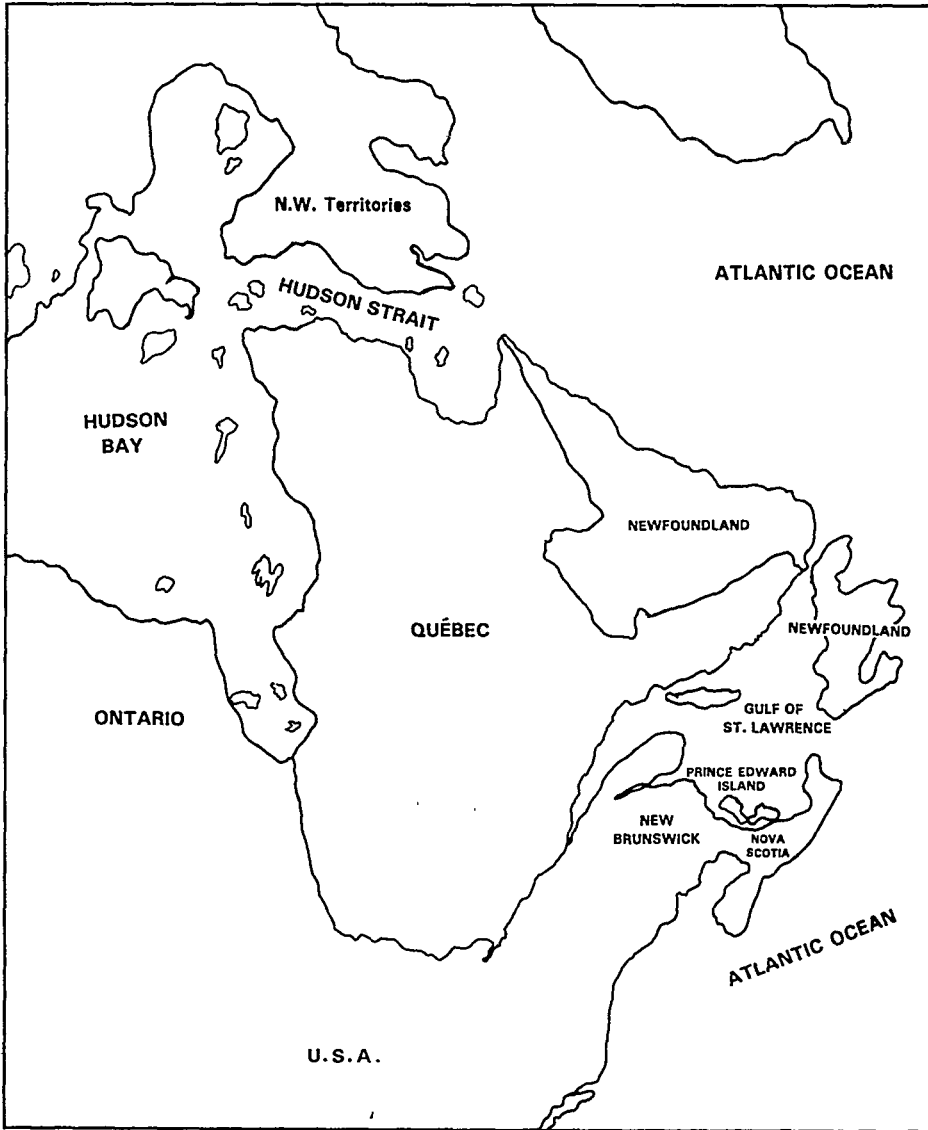 N.W. Territories
ATLANTIC OCEAN
HUDSON STRAIT
HUDSON
BAY
NEWFOUNDLAND
QUÉBEC
NEWFOUNDLAND
ONTARIO
GULF OF
ST. LAWRENCE
PRINCE EDWARD
ISLAND
NEW
BRUNSWICK
NOVA
SCOTIA
ATLANTIC OCEAN
U.S.A.